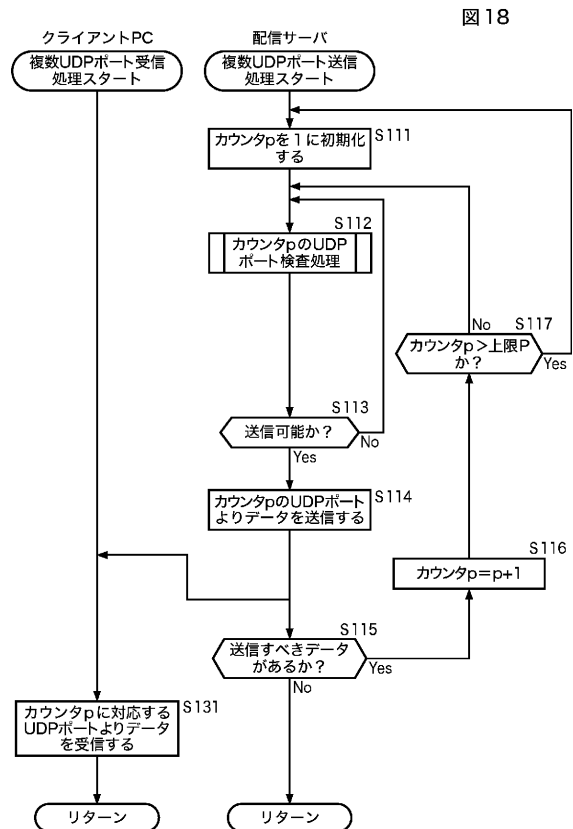 図18
クライアントPC
複数UDPポート受信
処理スタート
配信サーバ
複数UDPポート送信
処理スタート
カウンタpを1に初期化
する
S111
S112
カウンタpのUDP
ポート検査処理
No
S117
カウンタp＞上限P
か？
Yes
S113
送信可能か？
No
Yes
カウンタpのUDPポート
よりデータを送信する
S114
S116
カウンタp=p+1
S115
送信すべきデータ
があるか？
Yes
No
カウンタpに対応する
UDPポートよりデータ
を受信する
S131
リターン
リターン